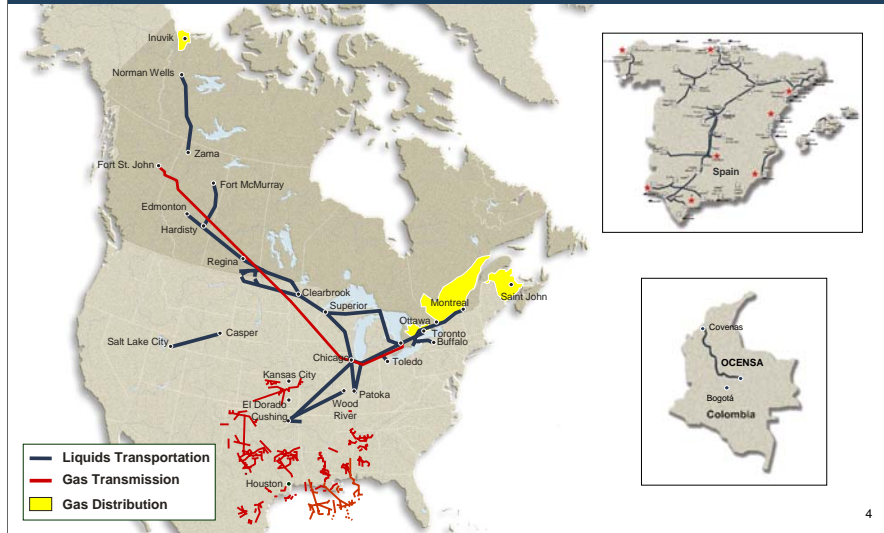 Inuvik
Norman Wells
Zama
Fort St. John
Fort McMurray
Edmonton
Hardisty
Regina
Clearbrook
Superior
Montreal
Saint John
Ottawa
Toronto
Buffalo
Casper
Salt Lake City
Chicago
Toledo
Kansas City
Patoka
El Dorado
Wood
River
Cushing
Houston
Liquids Transportation
Gas Transmission
Gas Distribution
Spain
Covenas
OCENSA
Bogotá
Colombia
4